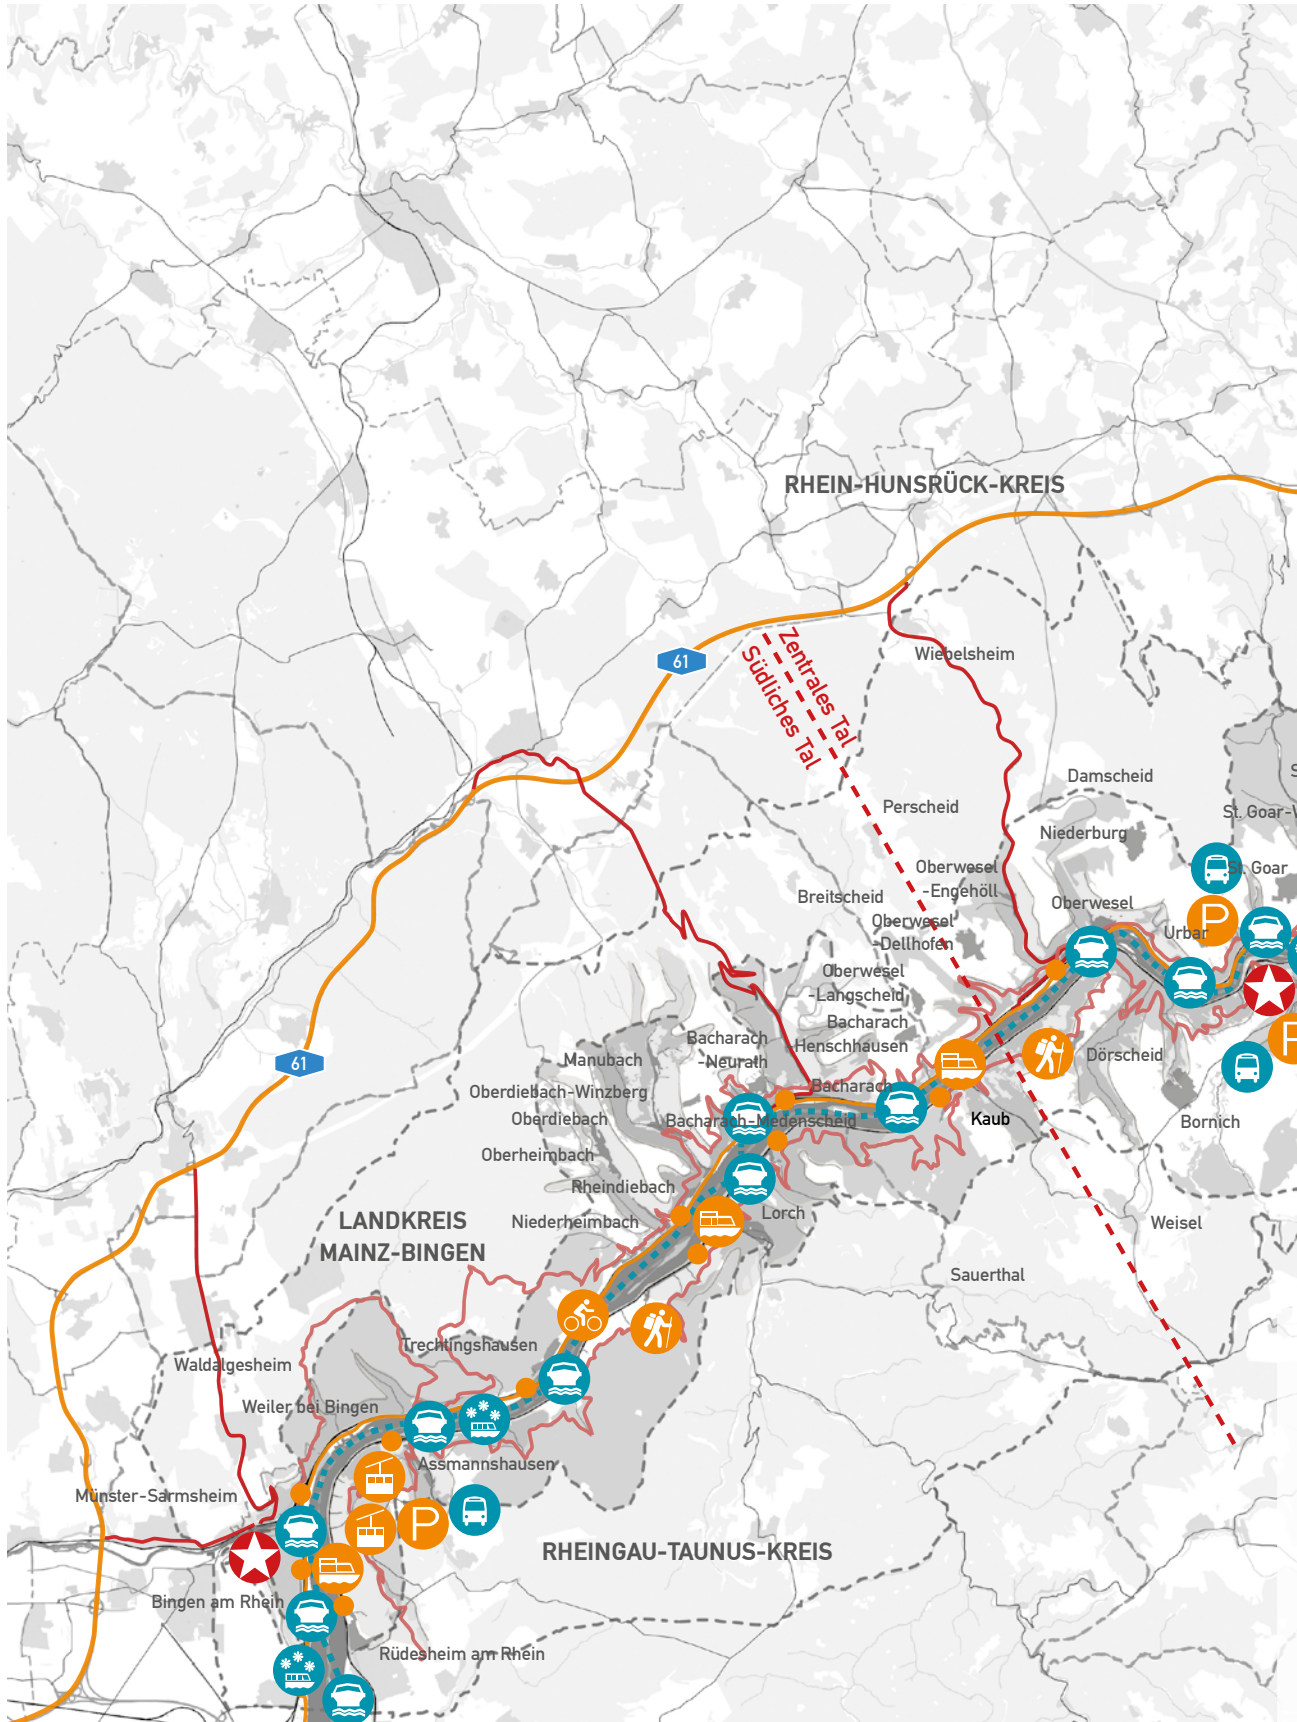 RHEIN-HUNSRÜCK-KREIS
Wiebelsheim
61
Zentrales Tal
Südliches Tal
Damscheid
Perscheid
St. Goar-W
Niederburg
Oberwesel
-Engehöll
St. Goar
Breitscheid
Oberwesel
P
Oberwesel
-Dellhofen
Urbar
Oberwesel
-Langscheid
Bacharach
-Henschhausen
Bacharach
-Neurath
P
Manubach
Dörscheid
61
Oberdiebach-Winzberg
Bacharach
Oberdiebach
Bacharach-Medenscheid
Kaub
Bornich
Oberheimbach
Rheindiebach
Niederheimbach
Lorch
Weisel
LANDKREIS
MAINZ-BINGEN
Sauerthal
Trechtingshausen
Waldalgesheim
Weiler bei Bingen
Assmannshausen
Münster-Sarmsheim
P
RHEINGAU-TAUNUS-KREIS
Bingen am Rhein
Rüdesheim am Rhein